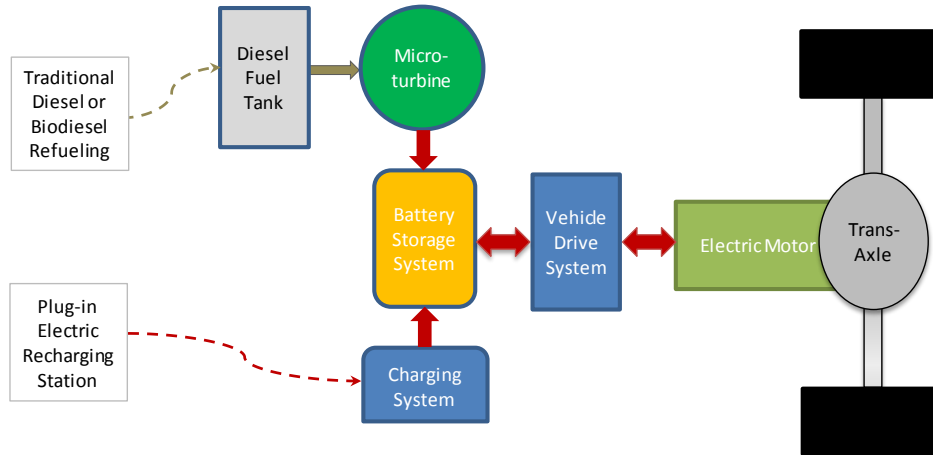 Diesel
Fuel
Tank
Micro-
turbine
Traditional
Diesel or
Biodiesel
Refueling
Battery
Storage
System
Vehicle
Drive
System
Electric Motor
Trans-
Axle
Plug-in
Electric
Recharging
Station
Charging
System